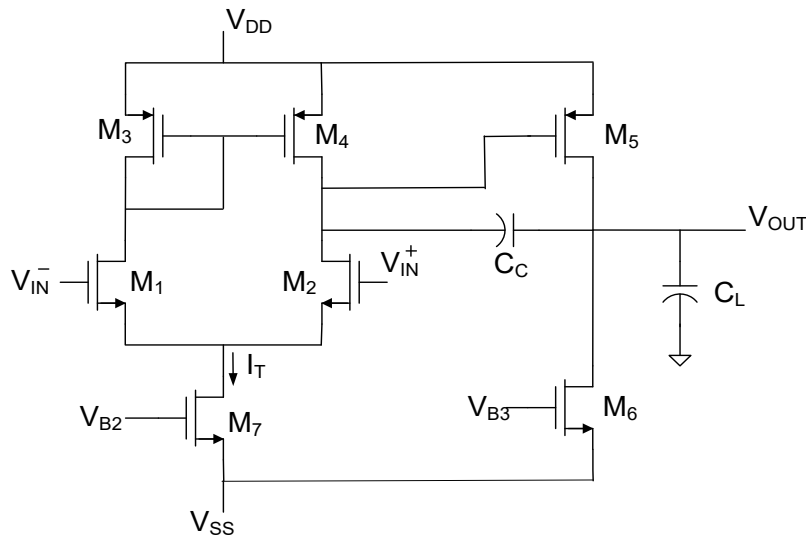 V_DD
M_3
M_4
M_5
V_OUT
V_IN^-
M_1
M_2
V_IN^+
C_C
C_L
I_T
V_B2
M_7
V_B3
M_6
V_SS